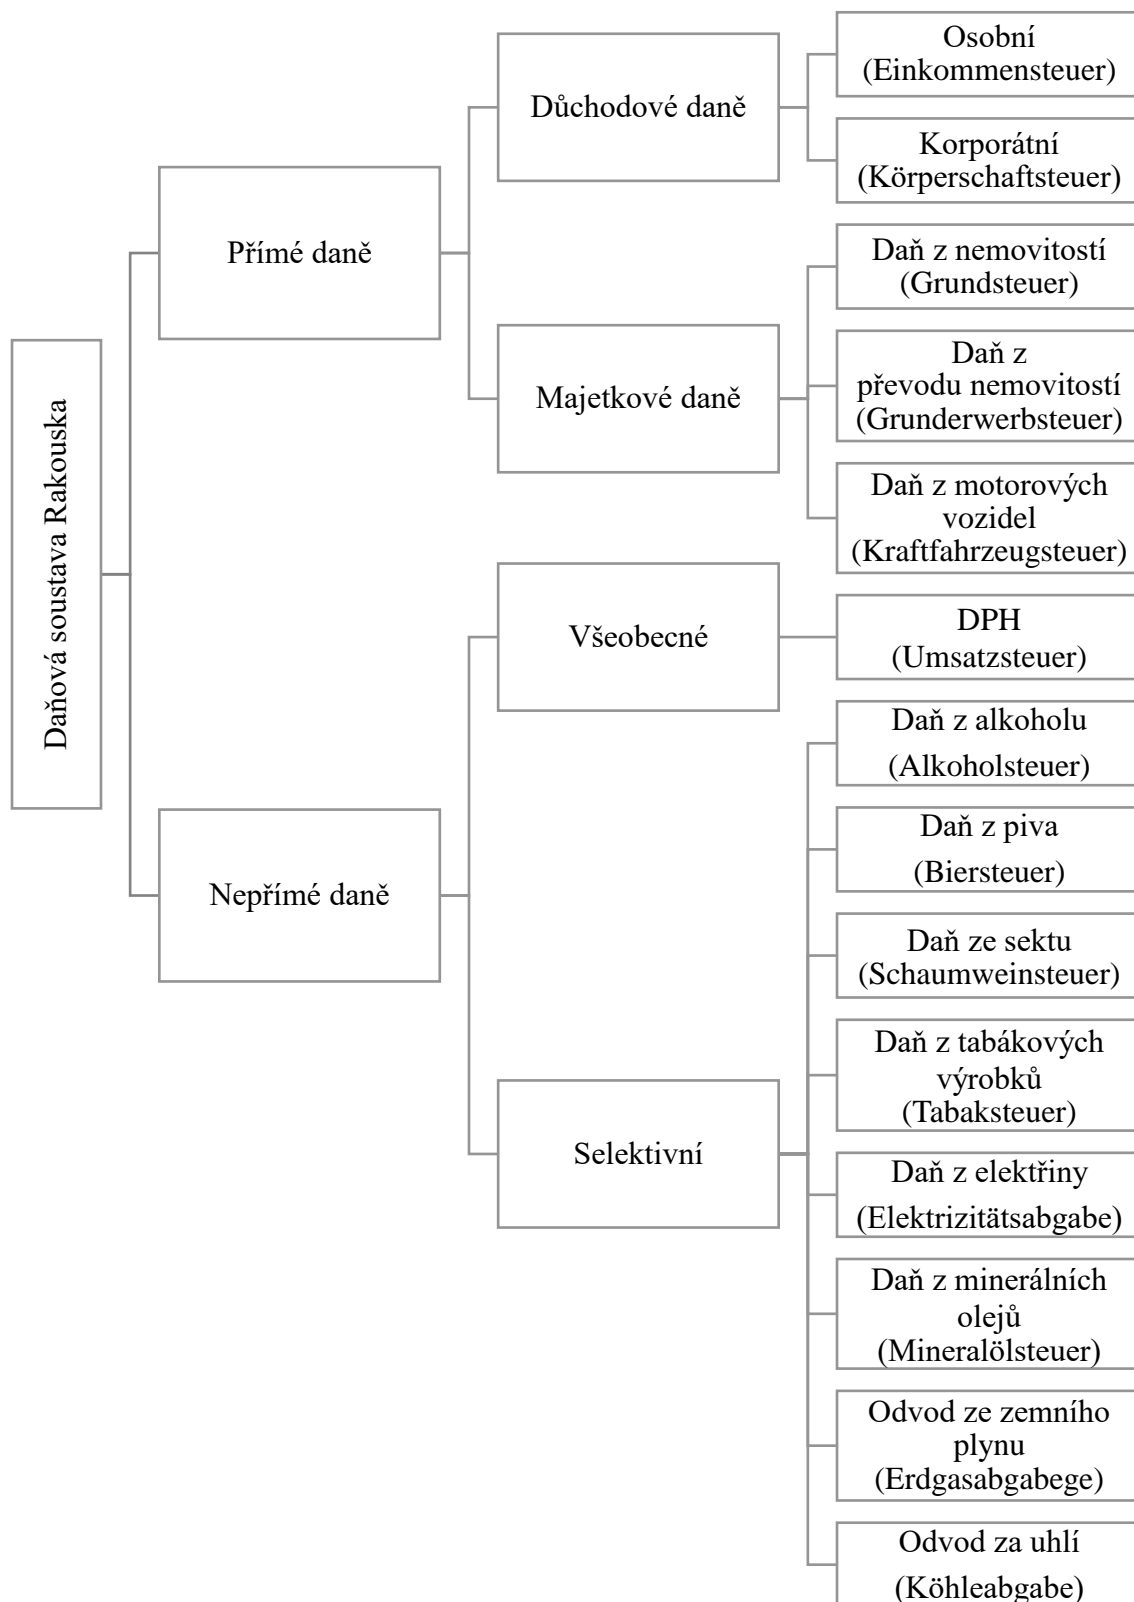 Daňová soustava Rakouska
Přímé daně
Důchodové daně
Osobní
(Einkommensteuer)
Korporátní
(Körperschaftsteuer)
Majetkové daně
Daň z nemovitostí
(Grundsteuer)
Daň z
převodu nemovitostí
(Grunderwerbsteuer)
Daň z motorových
vozidel
(Kraftfahrzeugsteuer)
Nepřímé daně
Všeobecné
DPH
(Umsatzsteuer)
Selektivní
Daň z alkoholu
(Alkoholsteuer)
Daň z piva
(Biersteuer)
Daň ze sektu
(Schaumweinsteuer)
Daň z tabákových
výrobků
(Tabaksteuer)
Daň z elektřiny
(Elektrizitätsabgabe)
Daň z minerálních
olejů
(Mineralölsteuer)
Odvod ze zemního
plynu
(Erdgasabgabege)
Odvod za uhlí
(Köhleabgabe)